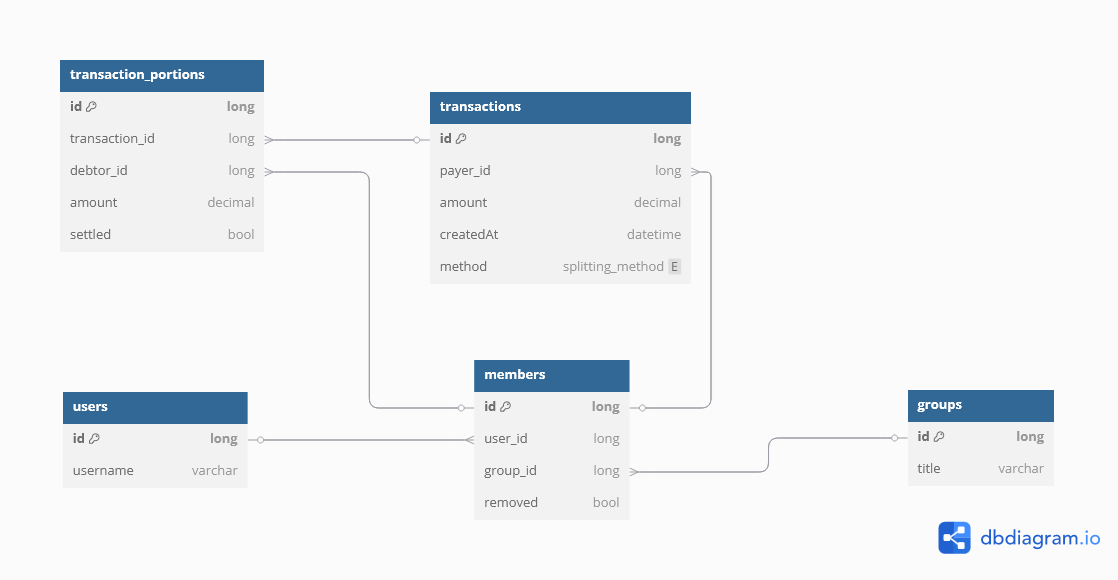 transaction_portions
id long
transaction_id long
debtor_id long
amount decimal
settled bool
transactions
id long
payer_id long
amount decimal
createdAt datetime
method splitting_method E
members
id long
user_id long
group_id long
removed bool
users
id long
username varchar
groups
id long
title varchar
dbdiagram.io